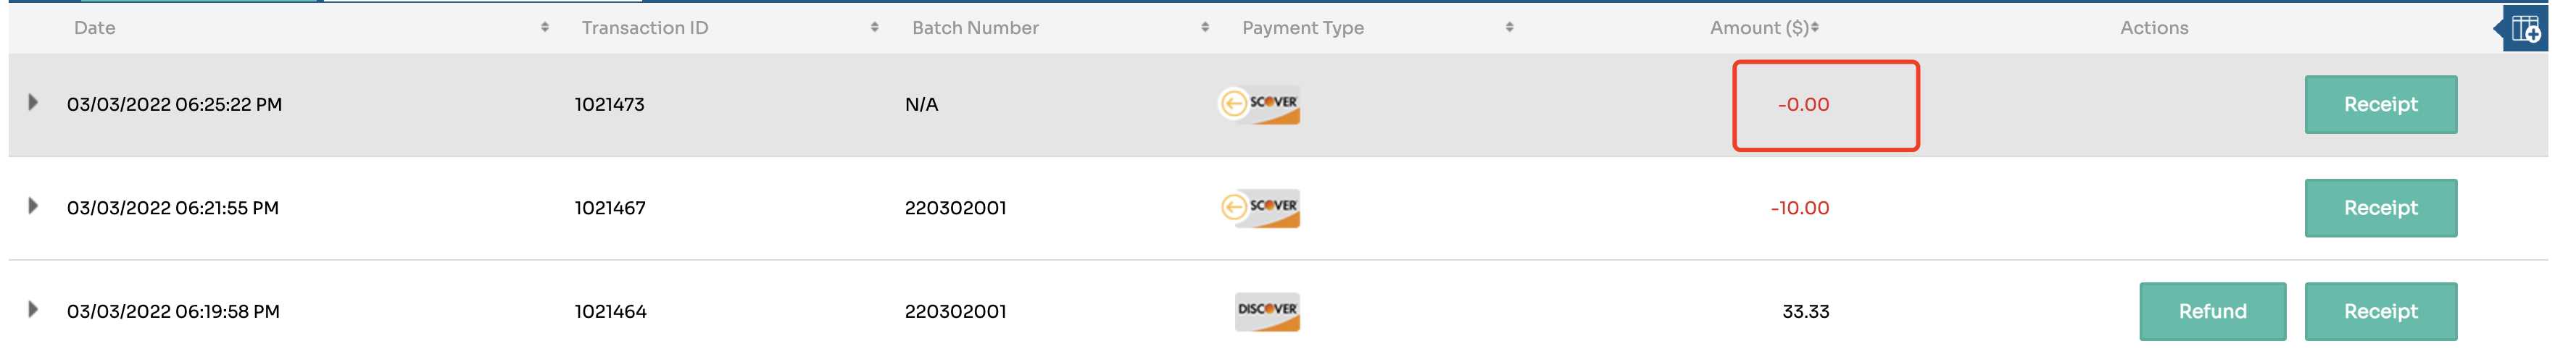 Date Transaction ID Batch Number Payment Type Amount ($) Actions
03/03/2022 06:25:22 PM 1021473 N/A SCOVER -0.00 Receipt
03/03/2022 06:21:55 PM 1021467 220302001 SCOVER -10.00 Receipt
03/03/2022 06:19:58 PM 1021464 220302001 DISCOVER 33.33 Refund Receipt